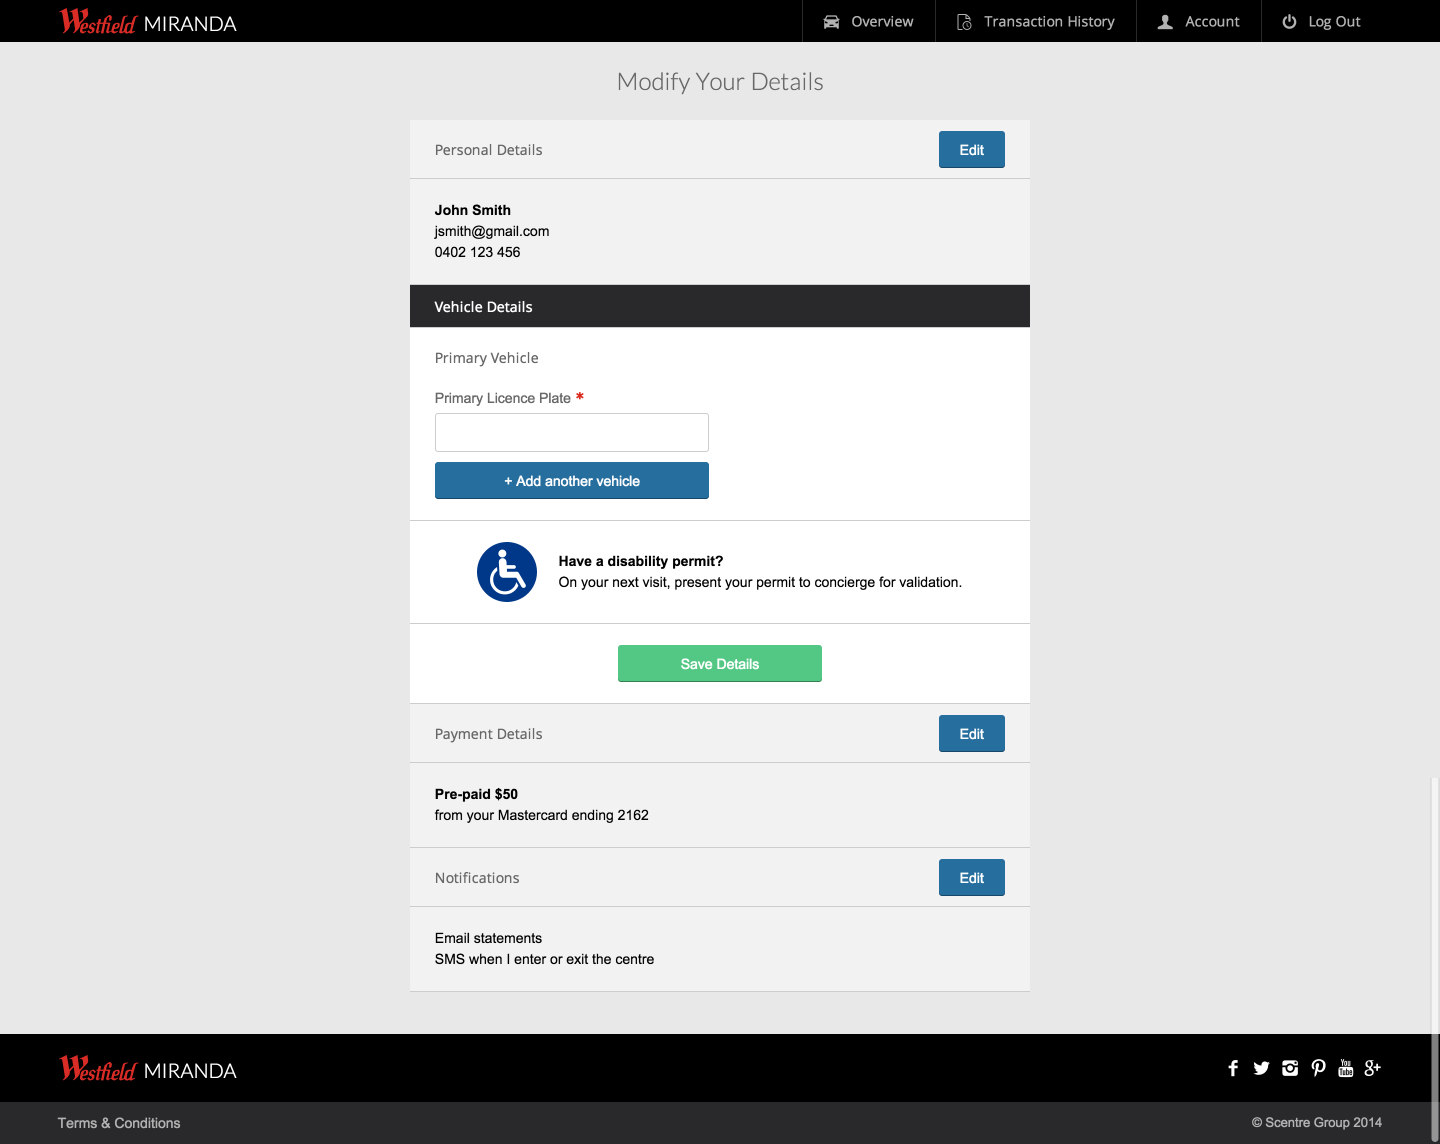 Westfield MIRANDA
Overview
Transaction History
Account
Log Out
Modify Your Details
Personal Details
Edit
John Smith
jsmith@gmail.com
0402 123 456
Vehicle Details
Primary Vehicle
Primary Licence Plate *
+ Add another vehicle
Have a disability permit?
On your next visit, present your permit to concierge for validation.
Save Details
Payment Details
Edit
Pre-paid $50
from your Mastercard ending 2162
Notifications
Edit
Email statements
SMS when I enter or exit the centre
Westfield MIRANDA
You
Tube
g+
Terms & Conditions
© Scentre Group 2014